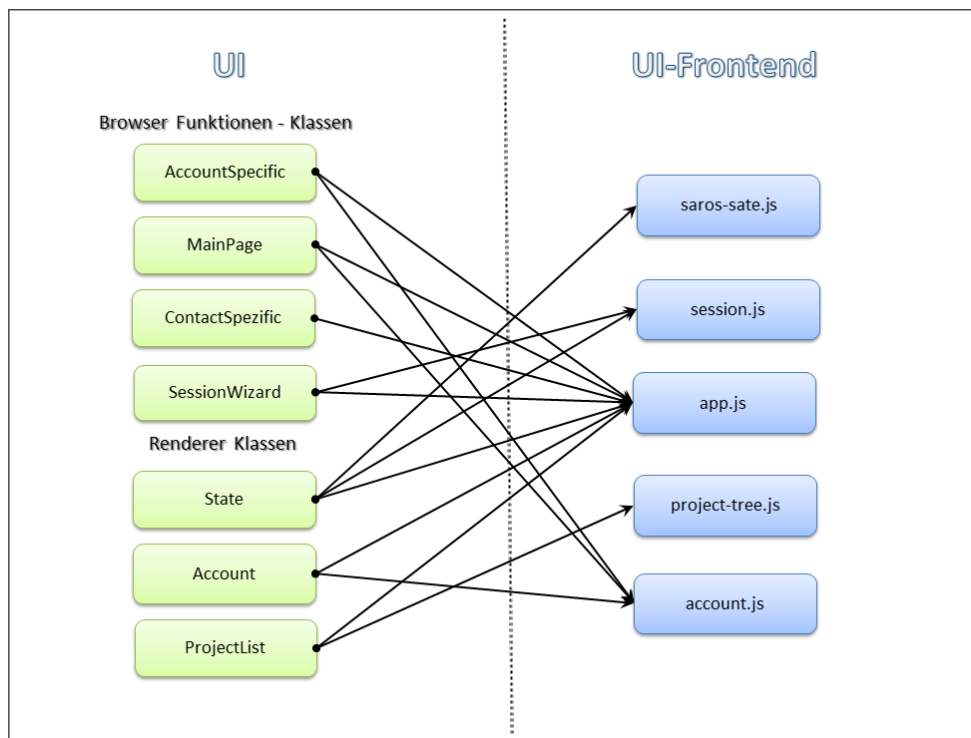 UI
Browser Funktionen - Klassen
AccountSpecific
MainPage
ContactSpezific
SessionWizard
Renderer Klassen
State
Account
ProjectList
UI-Frontend
saros-sate.js
session.js
app.js
project-tree.js
account.js